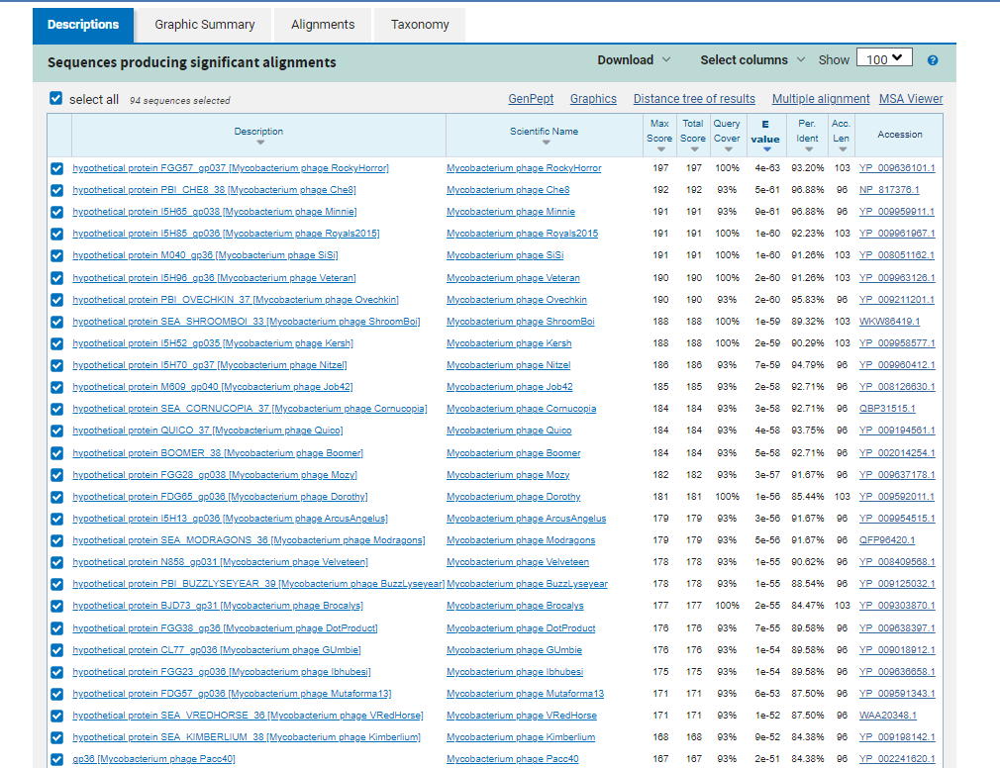 Descriptions Graphic Summary Alignments Taxonomy
Sequences producing significant alignments Download Select columns Show 100
select all 94 sequences selected GenPept Graphics Distance tree of results Multiple alignment MSA Viewer
Description Scientific Name Max Score Total Score Query Cover E value Per. Ident Acc. Len Accession
hypothetical protein FGG57_gp037 [Mycobacterium phage RockyHorror] Mycobacterium phage RockyHorror 197 197 100% 4e-63 93.20% 103 YP_009636101.1
hypothetical protein PBI_CHE8_38 [Mycobacterium phage Che8] Mycobacterium phage Che8 192 192 93% 5e-61 96.88% 96 NP_817376.1
hypothetical protein I5H65_gp038 [Mycobacterium phage Minnie] Mycobacterium phage Minnie 191 191 93% 9e-61 96.88% 96 YP_009959911.1
hypothetical protein I5H85_gp036 [Mycobacterium phage Royals2015] Mycobacterium phage Royals2015 191 191 100% 1e-60 92.23% 103 YP_009961967.1
hypothetical protein M040_gp36 [Mycobacterium phage SiSi] Mycobacterium phage SiSi 191 191 100% 1e-60 91.26% 103 YP_008051162.1
hypothetical protein I5H96_gp36 [Mycobacterium phage Veteran] Mycobacterium phage Veteran 190 190 100% 2e-60 91.26% 103 YP_009963126.1
hypothetical protein PBI_OVECHKIN_37 [Mycobacterium phage Ovechkin] Mycobacterium phage Ovechkin 190 190 93% 2e-60 95.83% 96 YP_009211201.1
hypothetical protein SEA_SHROOMBOI_33 [Mycobacterium phage ShroomBoi] Mycobacterium phage ShroomBoi 188 188 100% 1e-59 89.32% 103 WKW86419.1
hypothetical protein I5H52_gp035 [Mycobacterium phage Kersh] Mycobacterium phage Kersh 188 188 100% 2e-59 90.29% 103 YP_009958577.1
hypothetical protein I5H70_gp37 [Mycobacterium phage Nitzel] Mycobacterium phage Nitzel 186 186 93% 7e-59 94.79% 96 YP_009960412.1
hypothetical protein M609_gp040 [Mycobacterium phage Job42] Mycobacterium phage Job42 185 185 93% 2e-58 92.71% 96 YP_008126630.1
hypothetical protein SEA_CORNUCOPIA_37 [Mycobacterium phage Cornucopia] Mycobacterium phage Cornucopia 184 184 93% 3e-58 92.71% 96 QBP31515.1
hypothetical protein QUICO_37 [Mycobacterium phage Quico] Mycobacterium phage Quico 184 184 93% 4e-58 93.75% 96 YP_009194561.1
hypothetical protein BOOMER_38 [Mycobacterium phage Boomer] Mycobacterium phage Boomer 184 184 93% 5e-58 92.71% 96 YP_002014254.1
hypothetical protein FGG28_gp038 [Mycobacterium phage Mozy] Mycobacterium phage Mozy 182 182 93% 3e-57 91.67% 96 YP_009637178.1
hypothetical protein FDG65_gp036 [Mycobacterium phage Dorothy] Mycobacterium phage Dorothy 181 181 100% 1e-56 85.44% 103 YP_009592011.1
hypothetical protein I5H13_gp036 [Mycobacterium phage ArcusAngelus] Mycobacterium phage ArcusAngelus 179 179 93% 3e-56 91.67% 96 YP_009954515.1
hypothetical protein SEA_MODRAGONS_36 [Mycobacterium phage Modragons] Mycobacterium phage Modragons 179 179 93% 5e-56 91.67% 96 QFP96420.1
hypothetical protein N858_gp031 [Mycobacterium phage Velveteen] Mycobacterium phage Velveteen 178 178 93% 1e-55 90.62% 96 YP_008409568.1
hypothetical protein PBI_BUZZLYSEYEAR_39 [Mycobacterium phage BuzzLyseyear] Mycobacterium phage BuzzLyseyear 178 178 93% 1e-55 88.54% 96 YP_009125032.1
hypothetical protein BJD73_gp31 [Mycobacterium phage Brocalys] Mycobacterium phage Brocalys 177 177 100% 2e-55 84.47% 103 YP_009303870.1
hypothetical protein FGG38_gp36 [Mycobacterium phage DotProduct] Mycobacterium phage DotProduct 176 176 93% 7e-55 89.58% 96 YP_009638397.1
hypothetical protein CL77_gp036 [Mycobacterium phage GUmbie] Mycobacterium phage GUmbie 176 176 93% 1e-54 89.58% 96 YP_009018912.1
hypothetical protein FGG23_gp036 [Mycobacterium phage Ibhubesi] Mycobacterium phage Ibhubesi 175 175 93% 1e-54 89.58% 96 YP_009636658.1
hypothetical protein FDG57_gp036 [Mycobacterium phage Mutaforma13] Mycobacterium phage Mutaforma13 171 171 93% 6e-53 87.50% 96 YP_009591343.1
hypothetical protein SEA_VREDHORSE_36 [Mycobacterium phage VRedHorse] Mycobacterium phage VRedHorse 171 171 93% 1e-52 87.50% 96 WAA20348.1
hypothetical protein SEA_KIMBERLIUM_38 [Mycobacterium phage Kimberlium] Mycobacterium phage Kimberlium 168 168 93% 9e-52 84.38% 96 YP_009198142.1
gp36 [Mycobacterium phage Pacc40] Mycobacterium phage Pacc40 167 167 93% 2e-51 84.38% 96 YP_002241620.1